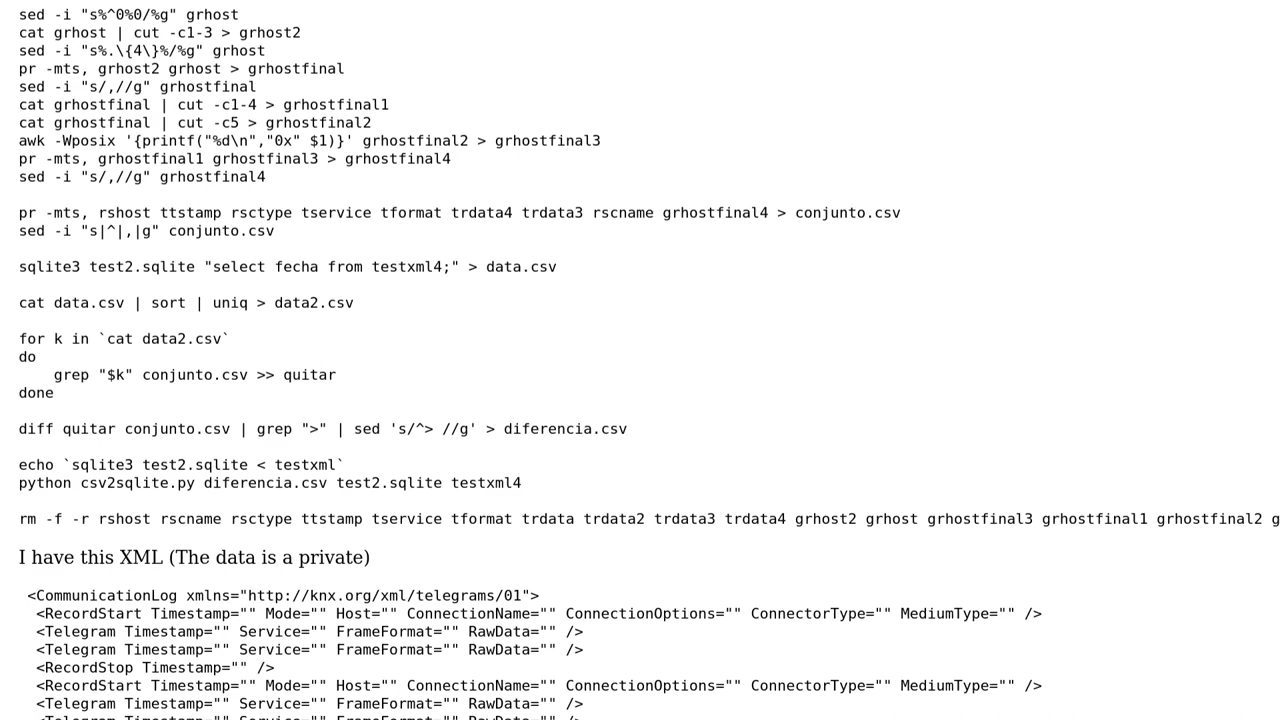 sed -i "s%^0%0/%g" grhost
cat grhost | cut -c1-3 > grhost2
sed -i "s%.\{4\}%/%g" grhost
pr -mts, grhost2 grhost > grhostfinal
sed -i "s/,//g" grhostfinal
cat grhostfinal | cut -c1-4 > grhostfinal1
cat grhostfinal | cut -c5 > grhostfinal2
awk -Wposix '{printf("%d\n","0x" $1)}' grhostfinal2 > grhostfinal3
pr -mts, grhostfinal1 grhostfinal3 > grhostfinal4
sed -i "s/,//g" grhostfinal4
pr -mts, rshost ttstamp rsctype tservice tformat trdata4 trdata3 rscname grhostfinal4 > conjunto.csv
sed -i "s|^|,|g" conjunto.csv
sqlite3 test2.sqlite "select fecha from testxml4;" > data.csv
cat data.csv | sort | uniq > data2.csv
for k in `cat data2.csv`
do
    grep "$k" conjunto.csv >> quitar
done
diff quitar conjunto.csv | grep ">" | sed 's/^> //g' > diferencia.csv
echo `sqlite3 test2.sqlite < testxml`
python csv2sqlite.py diferencia.csv test2.sqlite testxml4
rm -f -r rshost rscname rsctype ttstamp tservice tformat trdata trdata2 trdata3 trdata4 grhost2 grhost grhostfinal3 grhostfinal1 grhostfinal2 g
I have this XML (The data is a private)
<CommunicationLog xmlns="http://knx.org/xml/telegrams/01">
<RecordStart Timestamp="" Mode="" Host="" ConnectionName="" ConnectionOptions="" ConnectorType="" MediumType="" />
<Telegram Timestamp="" Service="" FrameFormat="" RawData="" />
<Telegram Timestamp="" Service="" FrameFormat="" RawData="" />
<RecordStop Timestamp="" />
<RecordStart Timestamp="" Mode="" Host="" ConnectionName="" ConnectionOptions="" ConnectorType="" MediumType="" />
<Telegram Timestamp="" Service="" FrameFormat="" RawData="" />